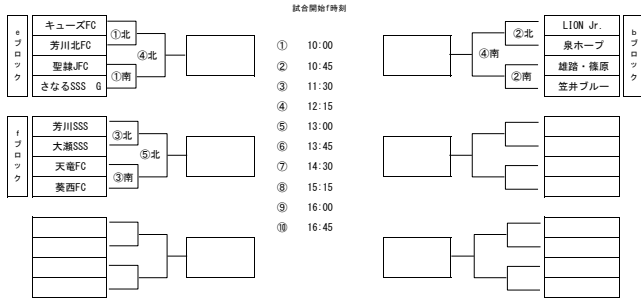 試合開始f時刻
eブロック
キューズFC
芳川北FC
聖隷JFC
さなるSSS G
①北
①南
④北
fブロック
芳川SSS
大瀬SSS
天竜FC
葵西FC
③北
③南
⑤北
① 10:00
② 10:45
③ 11:30
④ 12:15
⑤ 13:00
⑥ 13:45
⑦ 14:30
⑧ 15:15
⑨ 16:00
⑩ 16:45
④南
②北
②南
LION Jr.
泉ホープ
雄踏・篠原
笠井ブルー
bブロック